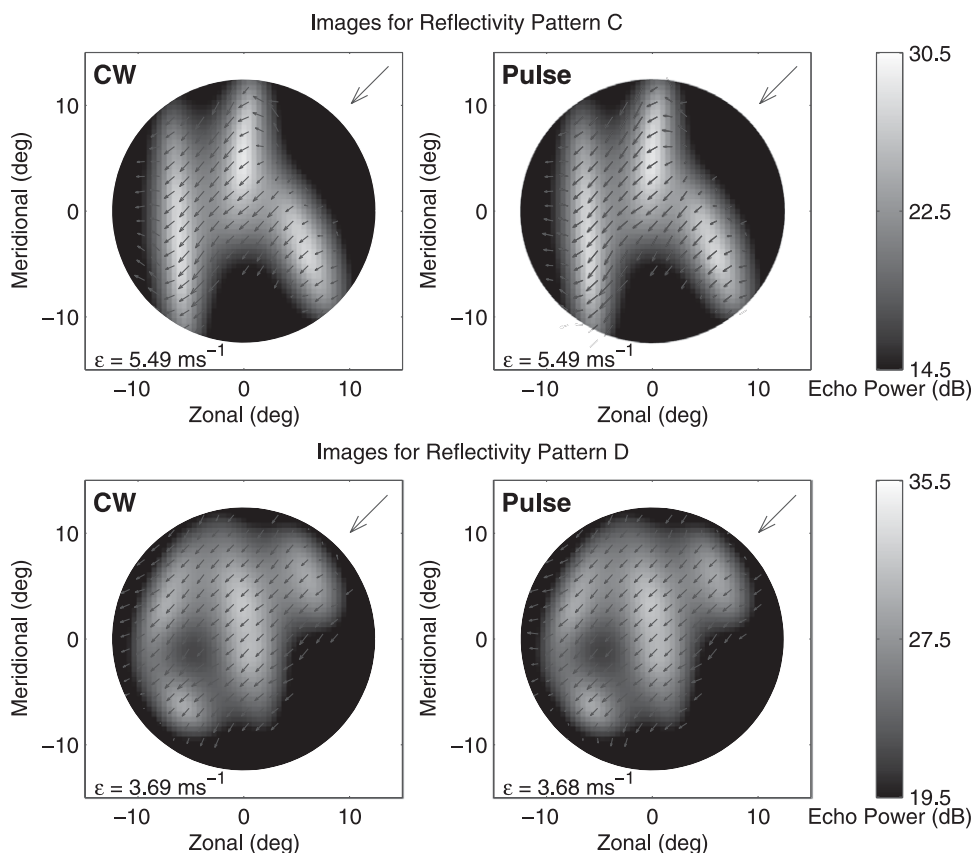 Images for Reflectivity Pattern C
CW
Pulse
Meridional (deg)
10
0
−10
ε = 5.49 ms⁻¹
−10 0 10
Zonal (deg)
Meridional (deg)
10
0
−10
ε = 5.49 ms⁻¹
−10 0 10
Zonal (deg)
30.5
22.5
14.5
Echo Power (dB)
Images for Reflectivity Pattern D
CW
Pulse
Meridional (deg)
10
0
−10
ε = 3.69 ms⁻¹
−10 0 10
Zonal (deg)
Meridional (deg)
10
0
−10
ε = 3.68 ms⁻¹
−10 0 10
Zonal (deg)
35.5
27.5
19.5
Echo Power (dB)